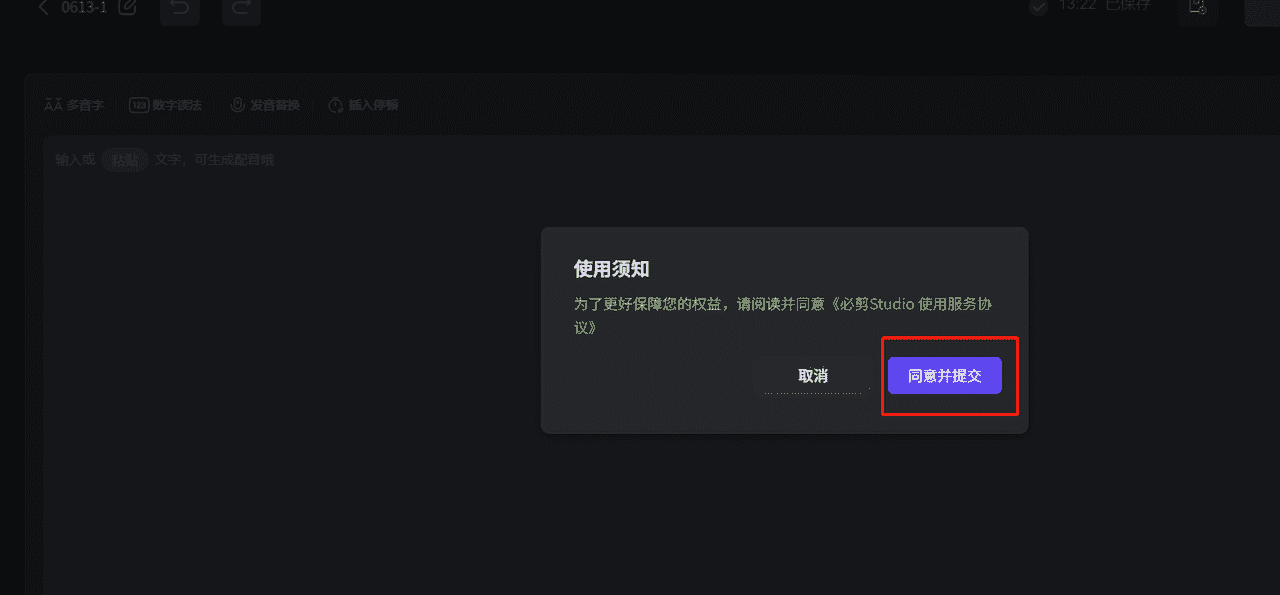 0613-1
13:22 已保存
多音字 123 数字读法 发音替换 插入停顿
输入或 粘贴 文字，可生成配音哦
使用须知
为了更好保障您的权益，请阅读并同意《必剪Studio 使用服务协
议》
取消 同意并提交